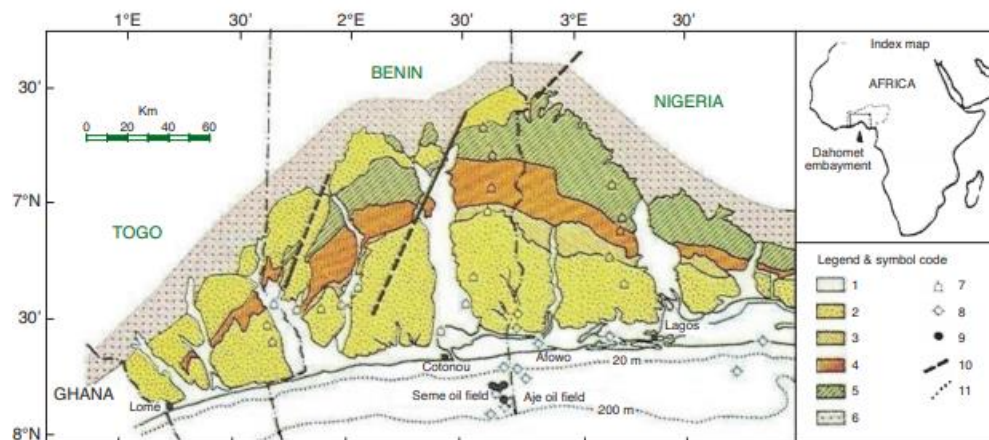 1°E 30' 2°E 30' 3°E 30'
Index map
BENIN
AFRICA
30'
NIGERIA
Km
0 20 40 60
Dahomet
embayment
7°N
TOGO
Legend & symbol code
1 7
2 8
30'
Lagos
3 9
Cotonou
Afowo
20 m
4 10
GHANA
Seme oil field
Aje oil field
5 11
Lome
200 m
6
8°N